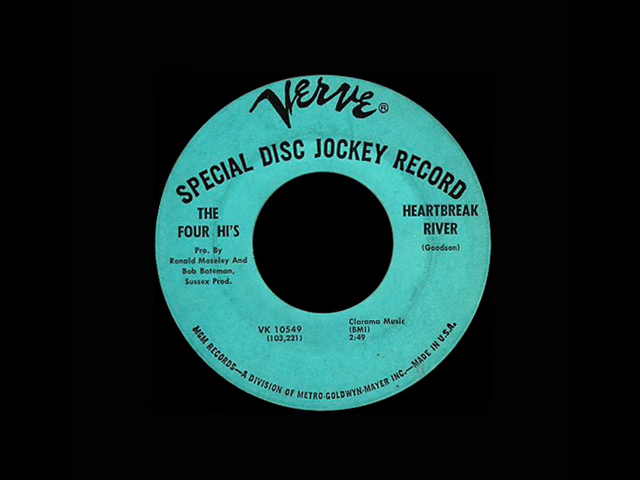 VERVE®
SPECIAL DISC JOCKEY RECORD
THE
FOUR HI'S
Pro. By
Ronald Moseley And
Bob Bateman,
Sussex Prod.
HEARTBREAK
RIVER
(Goodson)
VK 10549
(103,221)
Clarama Music
(BMI)
2:49
MGM RECORDS—A DIVISION OF METRO-GOLDWYN-MAYER INC.—MADE IN U.S.A.